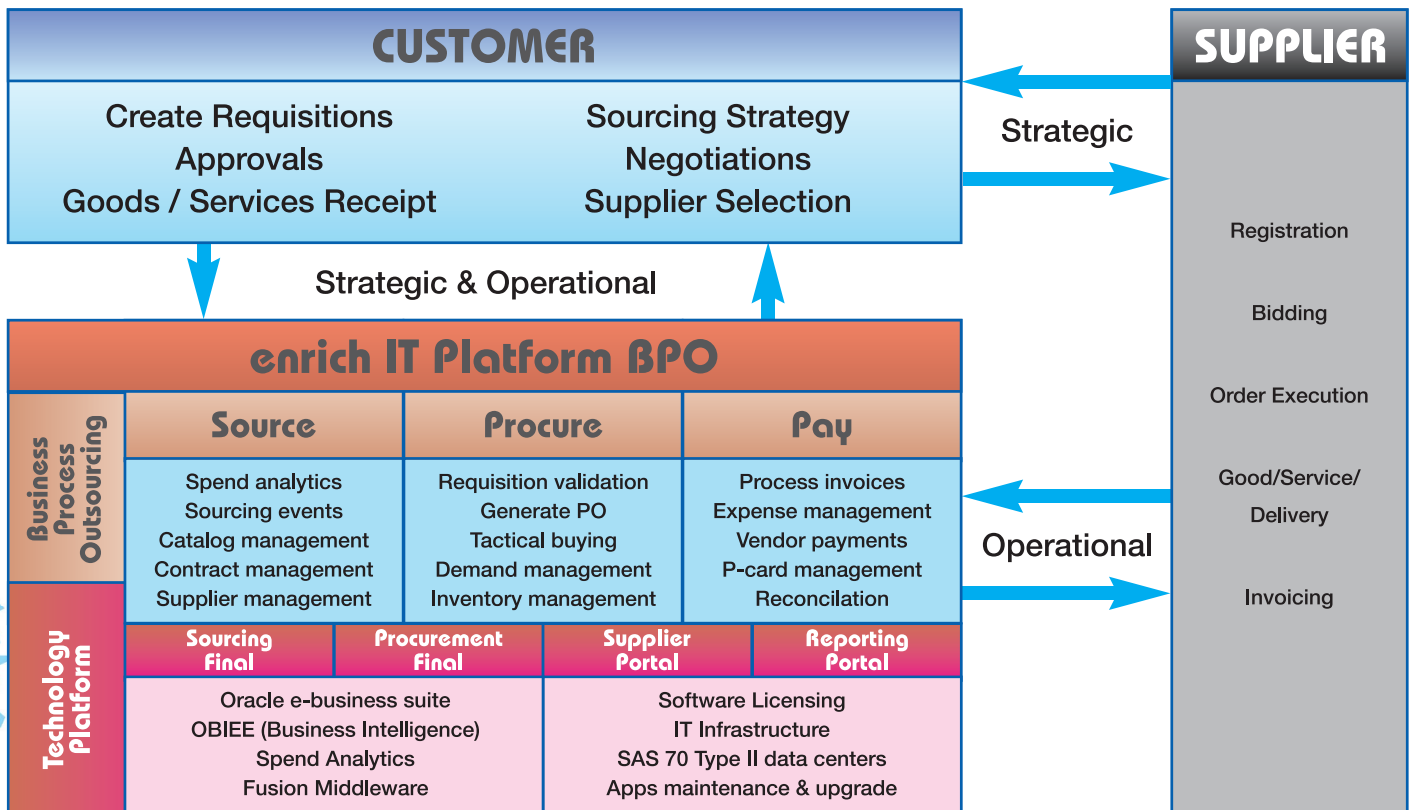 CUSTOMER
Create Requisitions
Approvals
Goods / Services Receipt
Sourcing Strategy
Negotiations
Supplier Selection
Strategic
SUPPLIER
Registration
Bidding
Order Execution
Good/Service/
Delivery
Invoicing
Strategic & Operational
enrich IT Platform BPO
Business
Process
Outsourcing
Source
Spend analytics
Sourcing events
Catalog management
Contract management
Supplier management
Procure
Requisition validation
Generate PO
Tactical buying
Demand management
Inventory management
Pay
Process invoices
Expense management
Vendor payments
P-card management
Reconcilation
Operational
Technology
Platform
Sourcing
Final
Procurement
Final
Supplier
Portal
Reporting
Portal
Oracle e-business suite
OBIEE (Business Intelligence)
Spend Analytics
Fusion Middleware
Software Licensing
IT Infrastructure
SAS 70 Type II data centers
Apps maintenance & upgrade